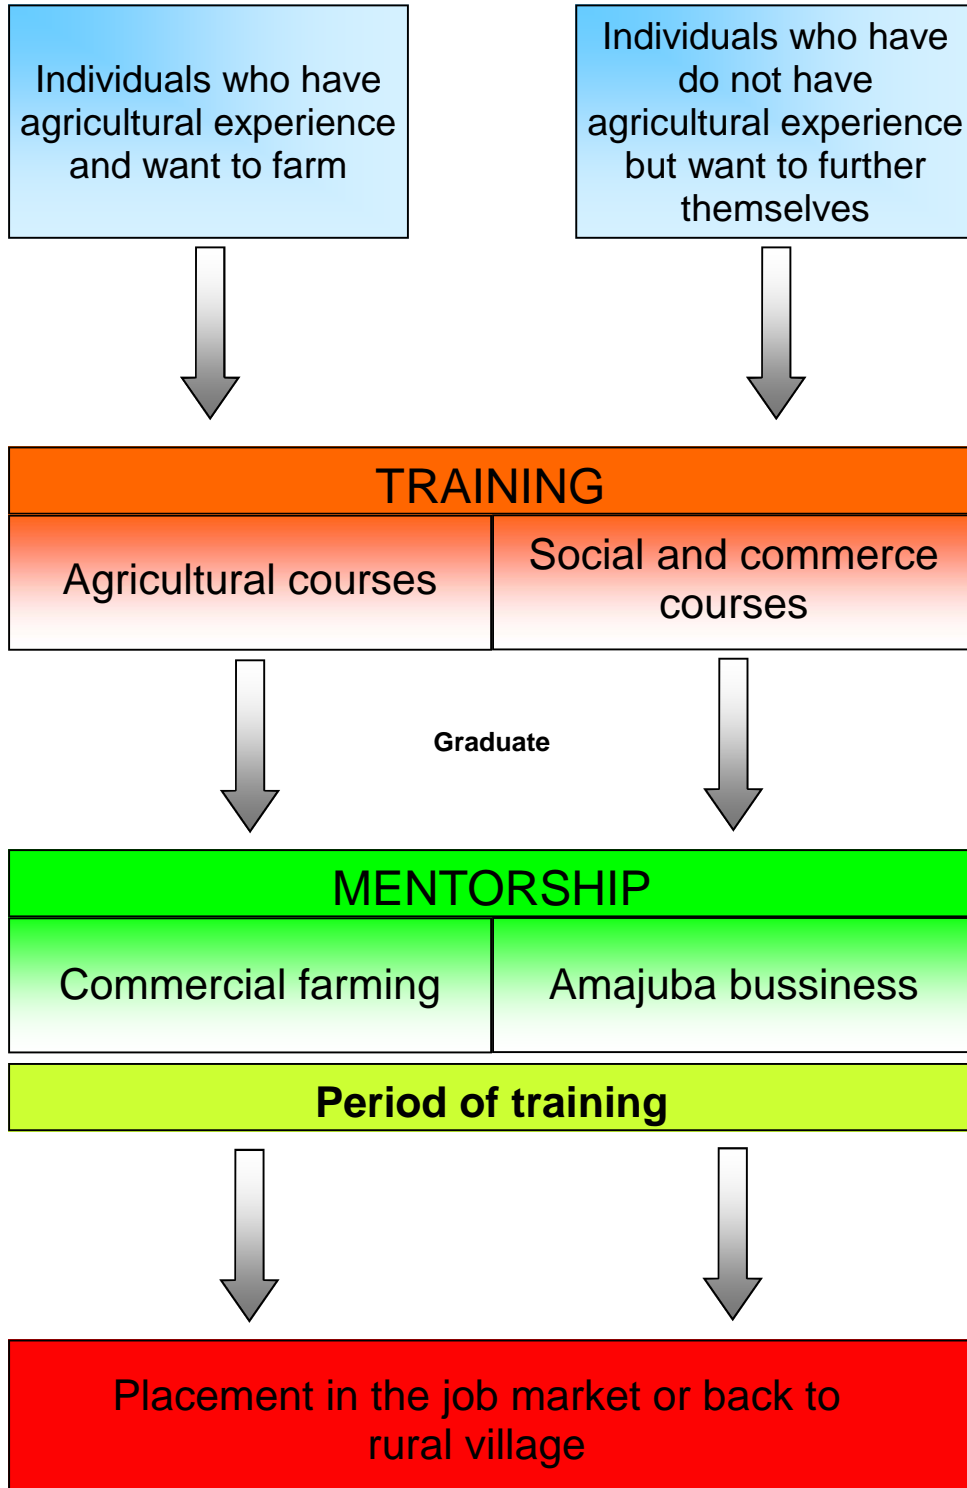 Individuals who have
agricultural experience
and want to farm
Individuals who have
do not have
agricultural experience
but want to further
themselves
TRAINING
Agricultural courses
Social and commerce
courses
Graduate
MENTORSHIP
Commercial farming
Amajuba bussiness
Period of training
Placement in the job market or back to
rural village